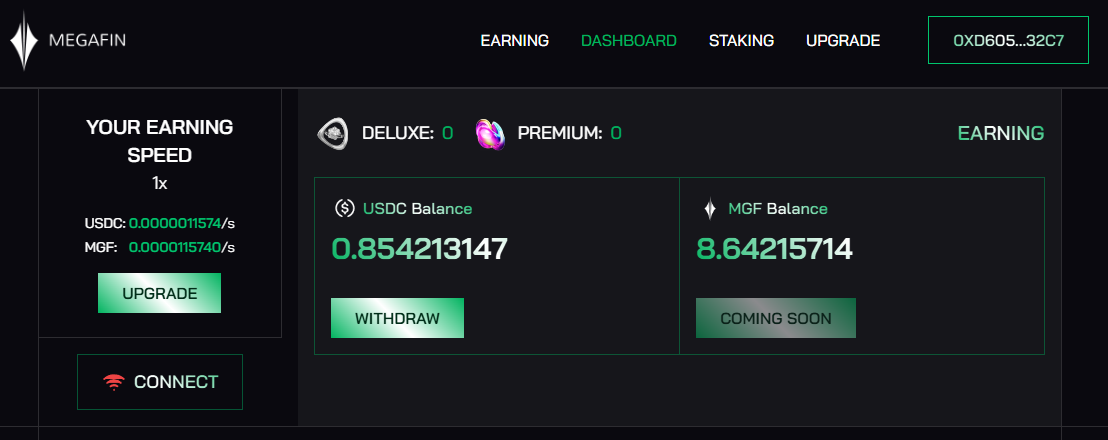 MEGAFIN
EARNING DASHBOARD STAKING UPGRADE 0XD605...32C7
YOUR EARNING
SPEED
1x
USDC: 0.0000011574/s
MGF: 0.0000115740/s
UPGRADE
CONNECT
DELUXE: 0 PREMIUM: 0 EARNING
USDC Balance
0.854213147
WITHDRAW
MGF Balance
8.64215714
COMING SOON